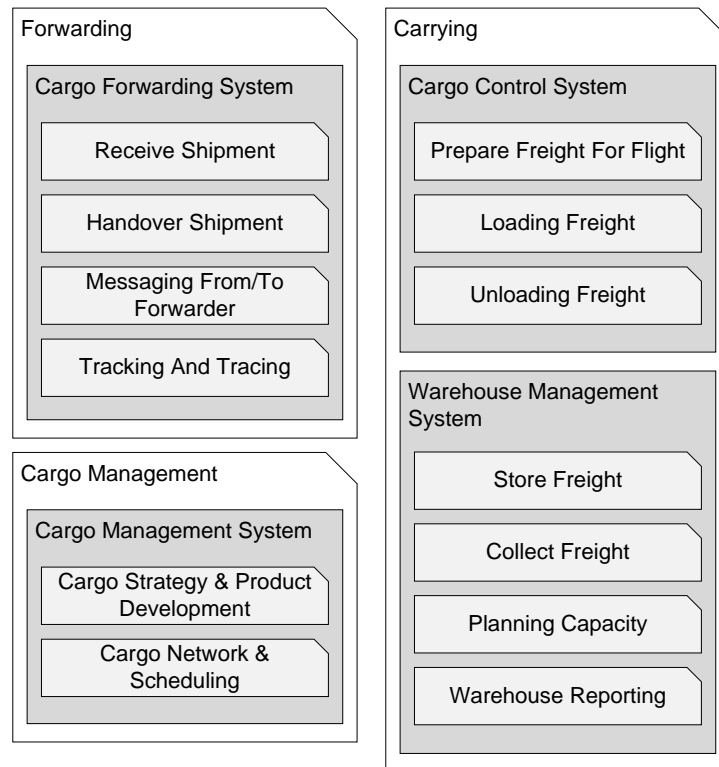 Forwarding
Cargo Forwarding System
Receive Shipment
Handover Shipment
Messaging From/To
Forwarder
Tracking And Tracing
Cargo Management
Cargo Management System
Cargo Strategy & Product
Development
Cargo Network &
Scheduling
Carrying
Cargo Control System
Prepare Freight For Flight
Loading Freight
Unloading Freight
Warehouse Management
System
Store Freight
Collect Freight
Planning Capacity
Warehouse Reporting